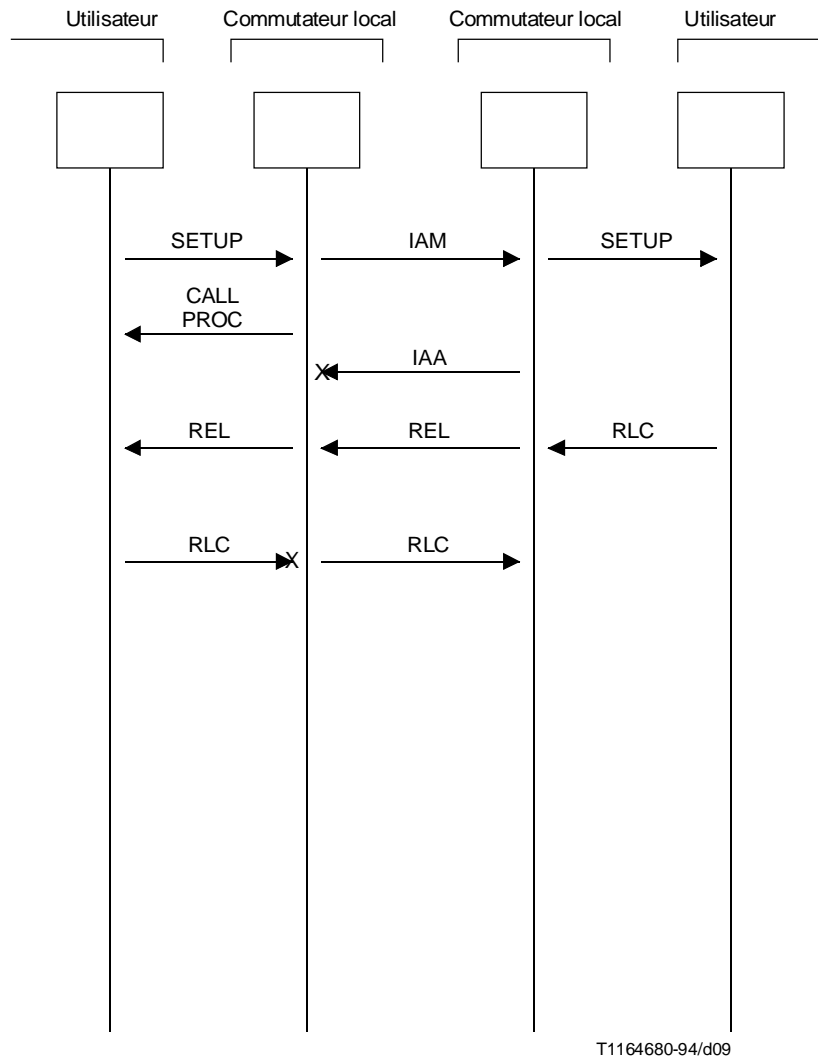 Utilisateur Commutateur local Commutateur local Utilisateur
SETUP IAM SETUP
CALL
PROC
X IAA
REL REL RLC
RLC X RLC
T1164680-94/d09